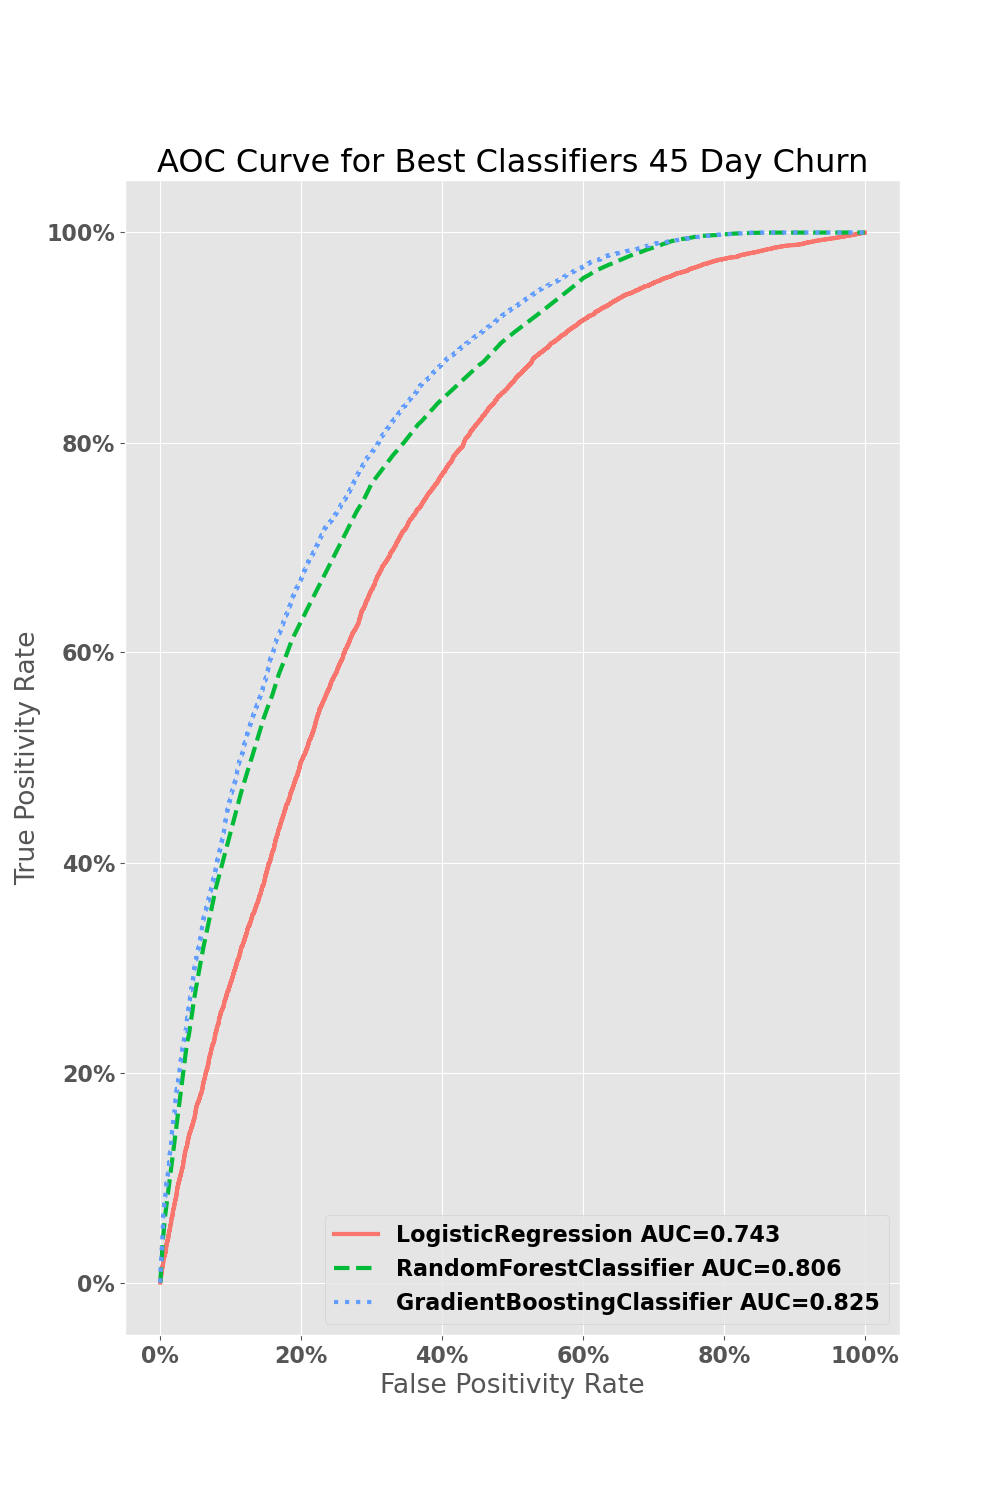 AOC Curve for Best Classifiers 45 Day Churn
100%
80%
60%
40%
20%
0%
True Positivity Rate
LogisticRegression AUC=0.743
RandomForestClassifier AUC=0.806
GradientBoostingClassifier AUC=0.825
0% 20% 40% 60% 80% 100%
False Positivity Rate